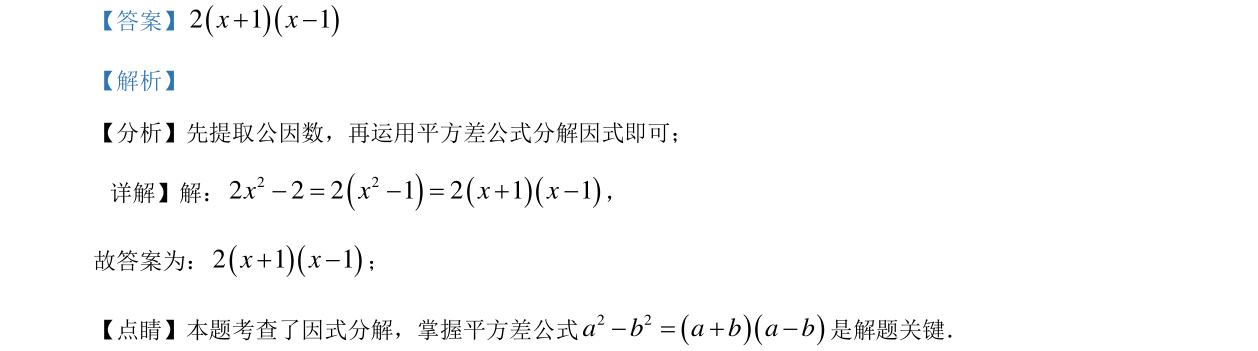 【答案】2(x+1)(x−1)
【解析】
【分析】先提取公因数，再运用平方差公式分解因式即可；
详解】解：2x²−2=2(x²−1)=2(x+1)(x−1)，
故答案为：2(x+1)(x−1)；
【点睛】本题考查了因式分解，掌握平方差公式a²−b²=(a+b)(a−b)是解题关键．